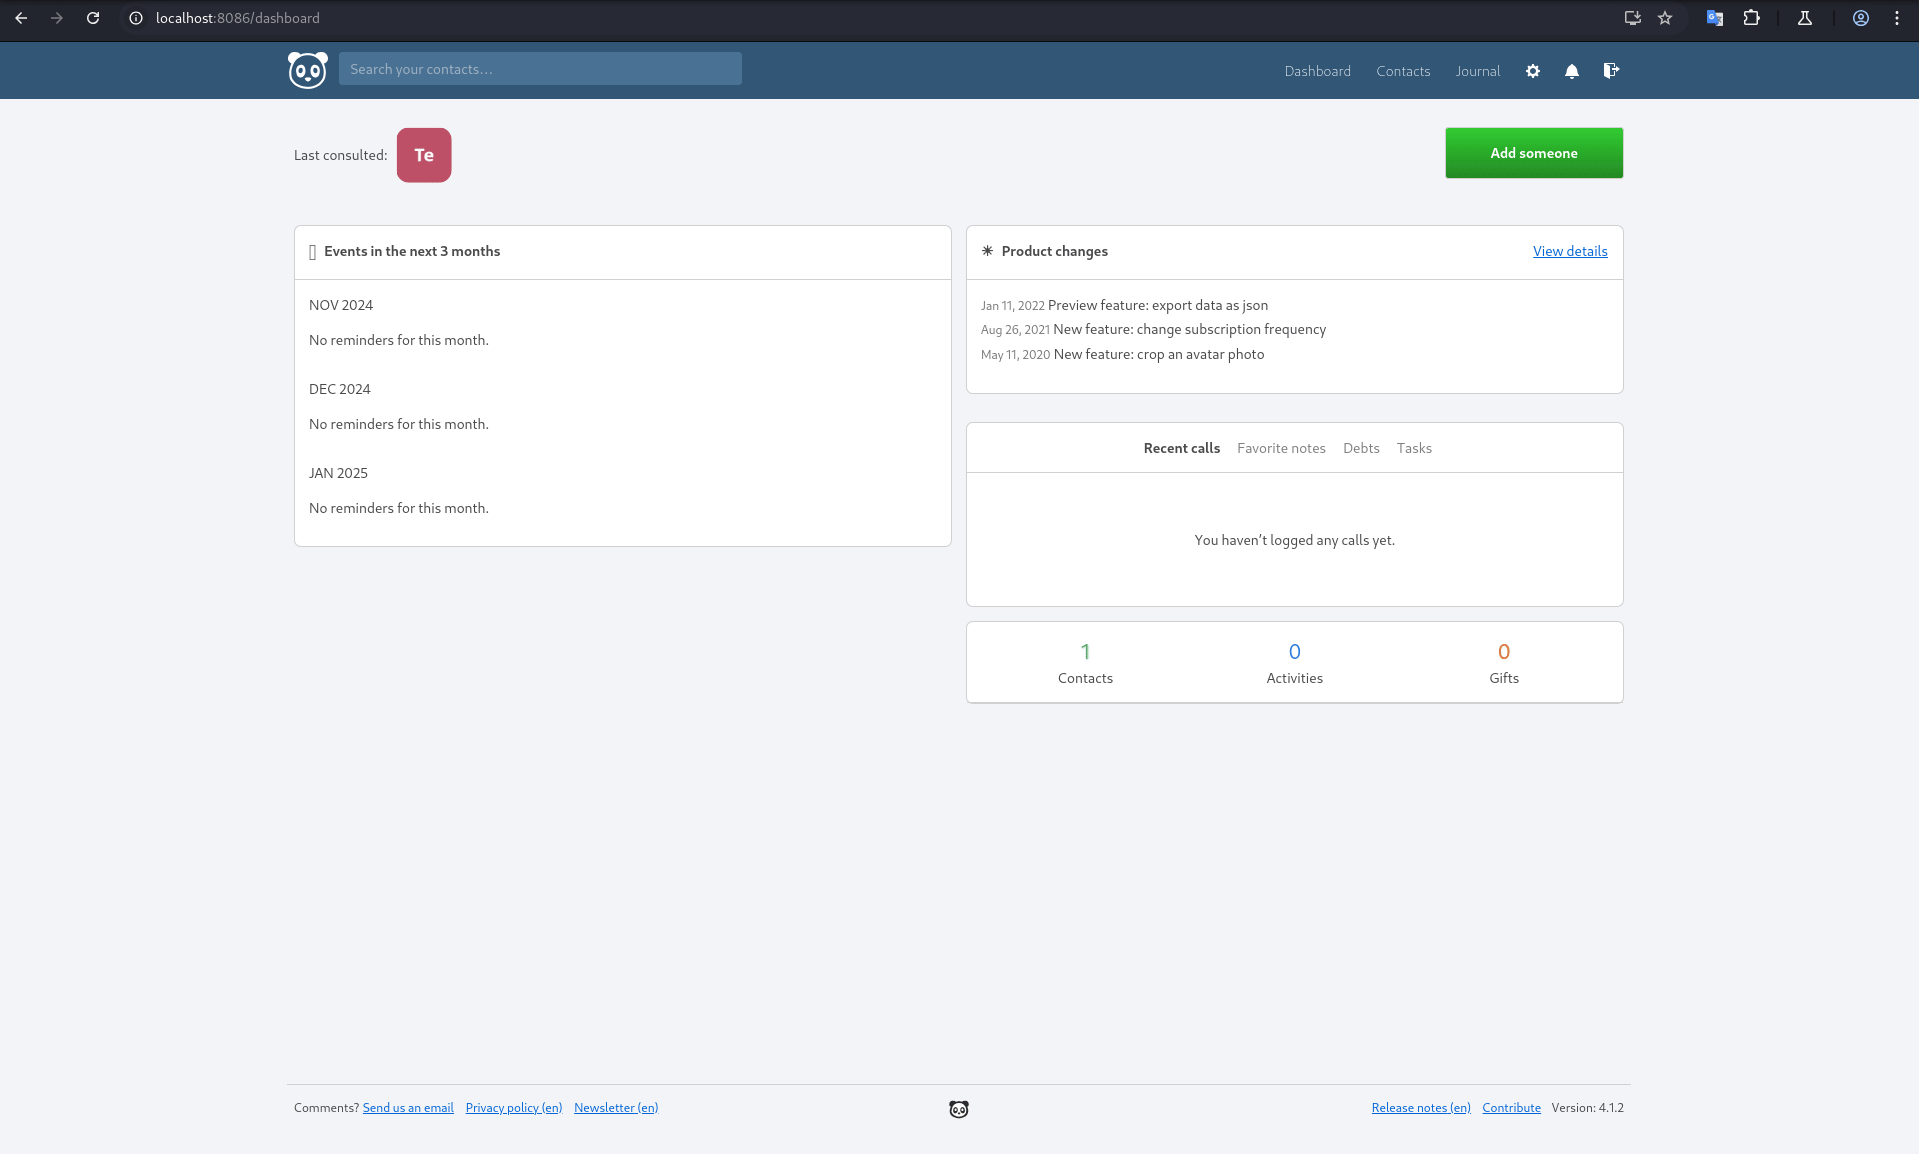 localhost:8086/dashboard
Search your contacts...
Dashboard Contacts Journal
Last consulted: Te
Add someone
Events in the next 3 months
NOV 2024
No reminders for this month.
DEC 2024
No reminders for this month.
JAN 2025
No reminders for this month.
Product changes View details
Jan 11, 2022 Preview feature: export data as json
Aug 26, 2021 New feature: change subscription frequency
May 11, 2020 New feature: crop an avatar photo
Recent calls Favorite notes Debts Tasks
You haven’t logged any calls yet.
1 0 0
Contacts Activities Gifts
Comments? Send us an email Privacy policy (en) Newsletter (en) Release notes (en) Contribute Version: 4.1.2